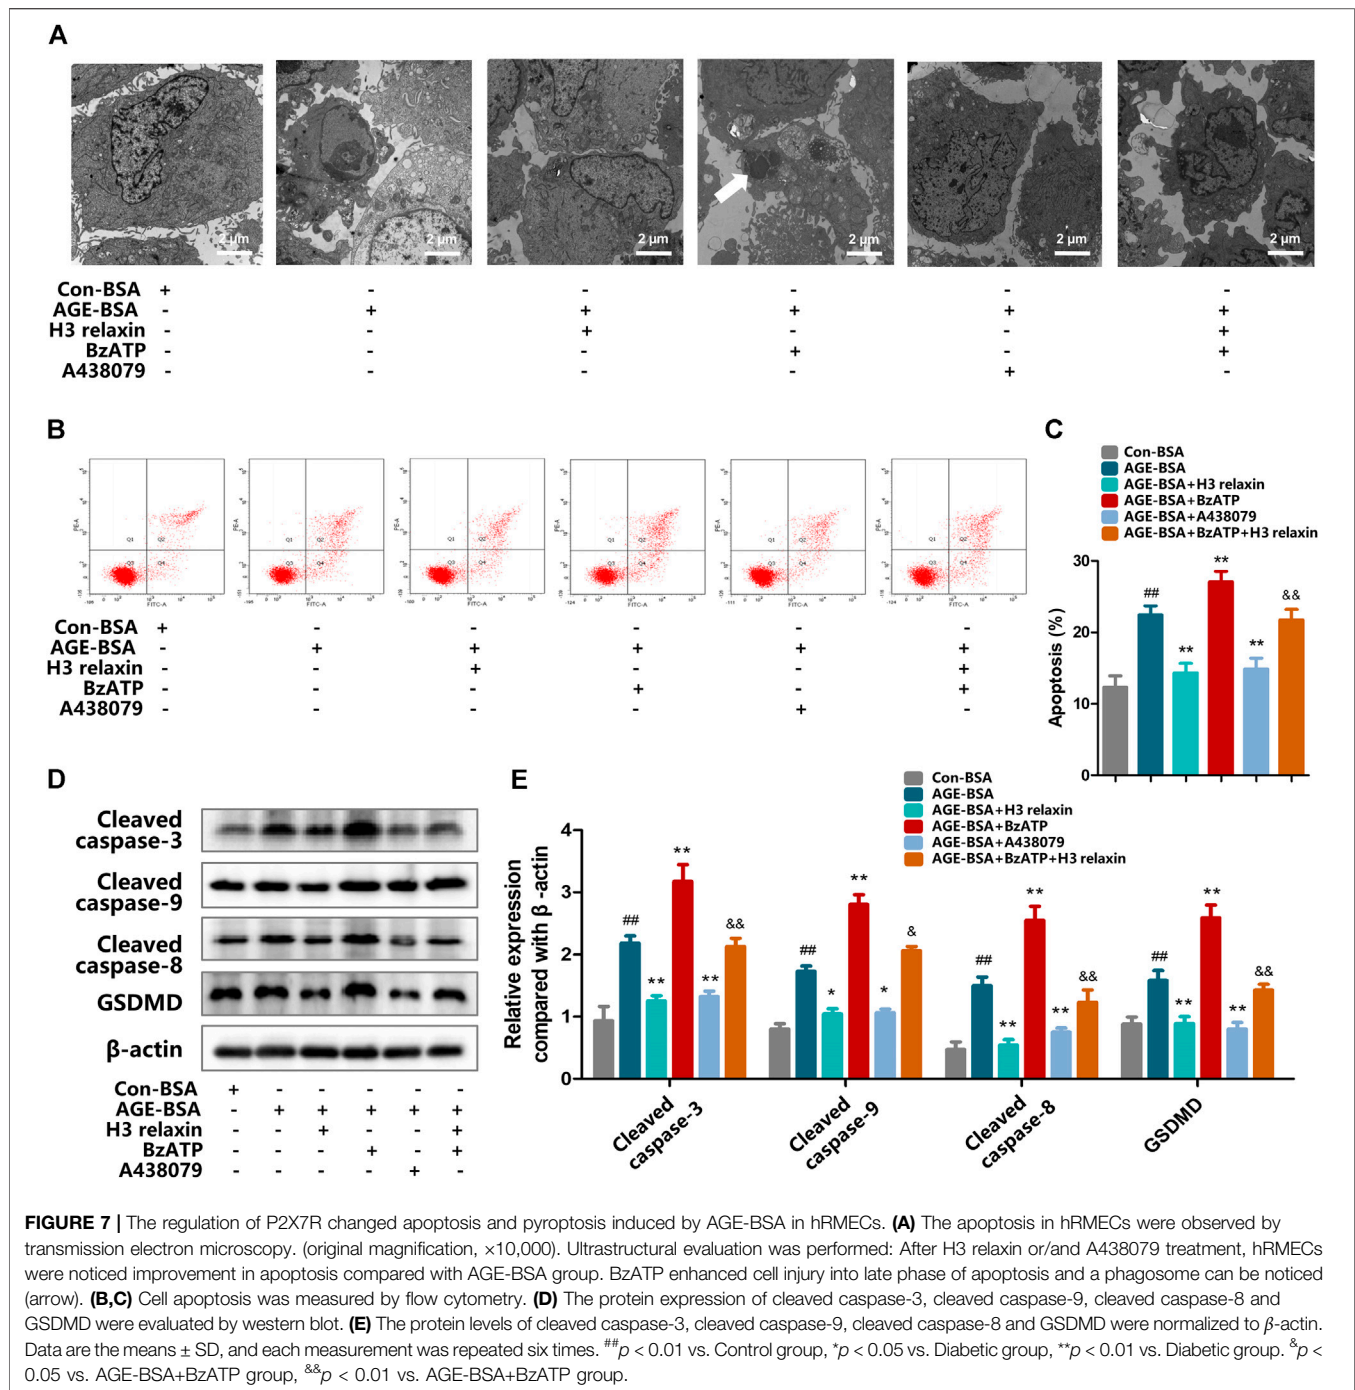 A
2 μm 2 μm 2 μm 2 μm 2 μm 2 μm
Con-BSA + - - - - -
AGE-BSA - + + + + +
H3 relaxin - - + - - +
BzATP - - - + - +
A438079 - - - - + -
B
Q1 Q2 Q3 Q4
PE-A
FITC-A
Con-BSA + - - - - -
AGE-BSA - + + + + +
H3 relaxin - - + - - +
BzATP - - - + - +
A438079 - - - - + -
C
Con-BSA
AGE-BSA
AGE-BSA+H3 relaxin
AGE-BSA+BzATP
AGE-BSA+A438079
AGE-BSA+BzATP+H3 relaxin
Apoptosis (%)
30
20
10
0
## ** ** ** &&
D
Cleaved
caspase-3
Cleaved
caspase-9
Cleaved
caspase-8
GSDMD
β-actin
Con-BSA + - - - - -
AGE-BSA - + + + + +
H3 relaxin - - + - - +
BzATP - - - + - +
A438079 - - - - + -
E
Con-BSA
AGE-BSA
AGE-BSA+H3 relaxin
AGE-BSA+BzATP
AGE-BSA+A438079
AGE-BSA+BzATP+H3 relaxin
Relative expression
compared with β -actin
4
3
2
1
0
## ** ** ** &&
## * ** * &
## ** ** ** &&
## ** ** ** &&
Cleaved
caspase-3
Cleaved
caspase-9
Cleaved
caspase-8
GSDMD
FIGURE 7 | The regulation of P2X7R changed apoptosis and pyroptosis induced by AGE-BSA in hRMECs. (A) The apoptosis in hRMECs were observed by
transmission electron microscopy. (original magnification, ×10,000). Ultrastructural evaluation was performed: After H3 relaxin or/and A438079 treatment, hRMECs
were noticed improvement in apoptosis compared with AGE-BSA group. BzATP enhanced cell injury into late phase of apoptosis and a phagosome can be noticed
(arrow). (B,C) Cell apoptosis was measured by flow cytometry. (D) The protein expression of cleaved caspase-3, cleaved caspase-9, cleaved caspase-8 and
GSDMD were evaluated by western blot. (E) The protein levels of cleaved caspase-3, cleaved caspase-9, cleaved caspase-8 and GSDMD were normalized to β-actin.
Data are the means ± SD, and each measurement was repeated six times. ##p < 0.01 vs. Control group, *p < 0.05 vs. Diabetic group, **p < 0.01 vs. Diabetic group. &p <
0.05 vs. AGE-BSA+BzATP group, &&p < 0.01 vs. AGE-BSA+BzATP group.